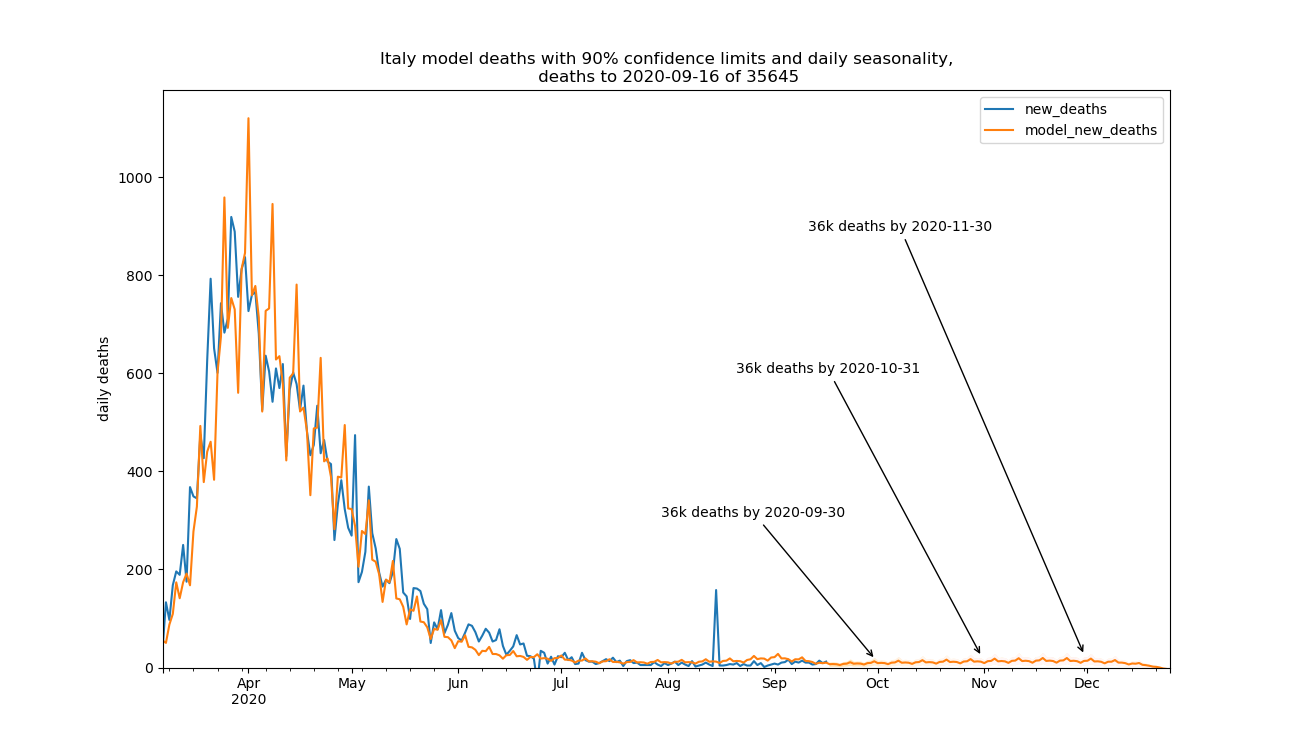 Italy model deaths with 90% confidence limits and daily seasonality,
deaths to 2020-09-16 of 35645
new_deaths
model_new_deaths
1000
800
600
400
200
0
daily deaths
36k deaths by 2020-11-30
36k deaths by 2020-10-31
36k deaths by 2020-09-30
Apr
2020
May
Jun
Jul
Aug
Sep
Oct
Nov
Dec